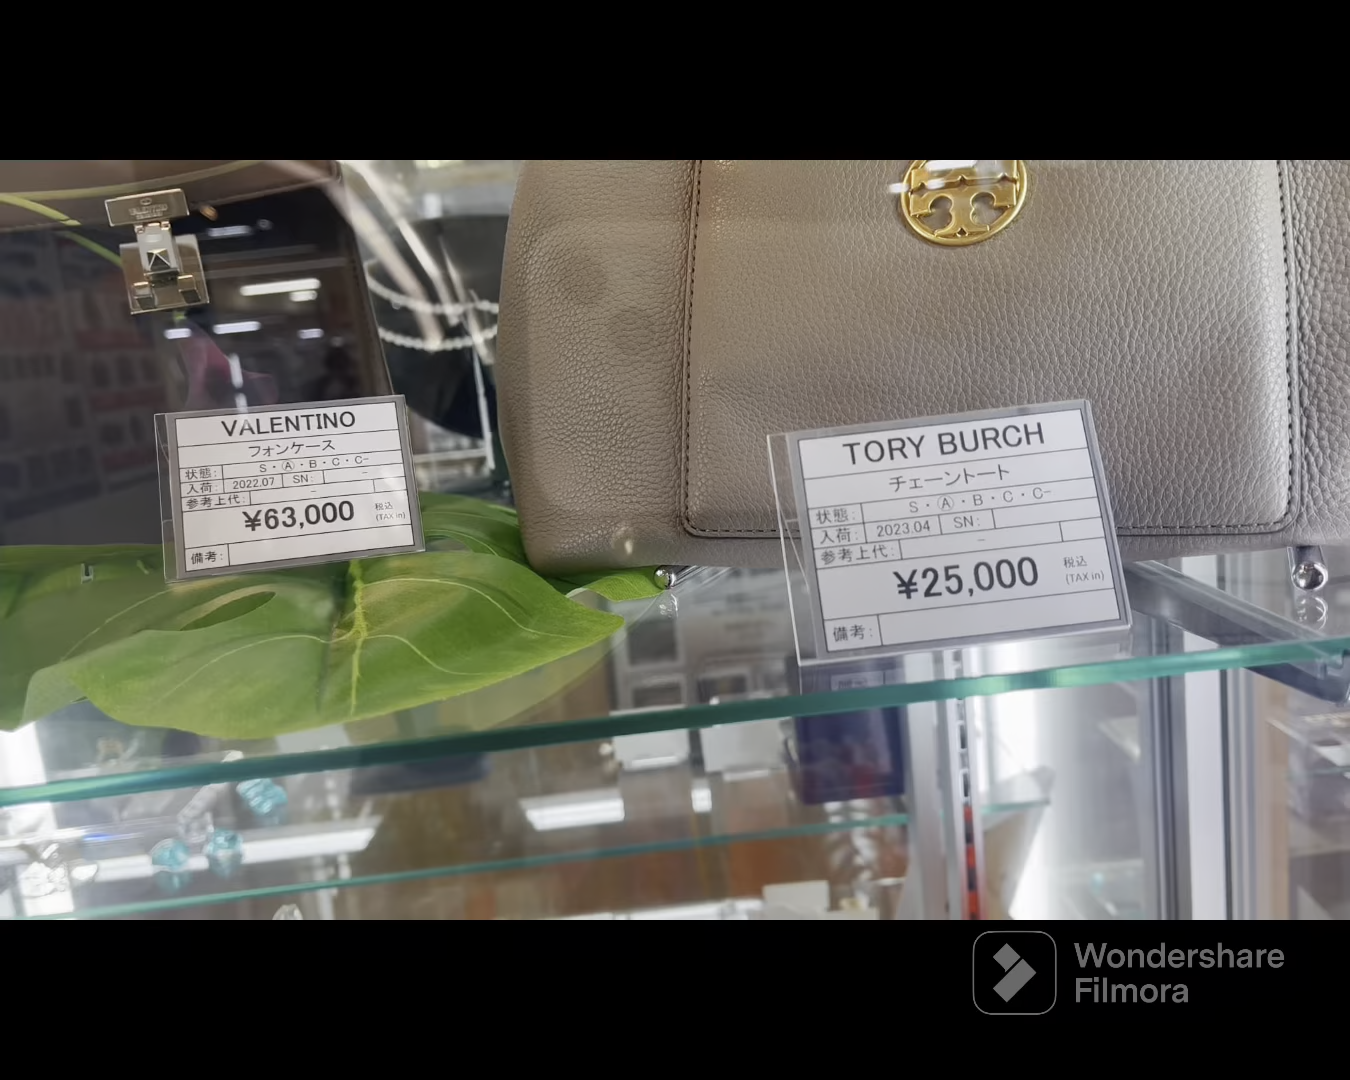 VALENTINO
フォンケース
状態: S・Ⓐ・B・C・C-
入荷: 2022.07 SN: -
参考上代: -
¥63,000 税込 (TAX in)
備考:
TORY BURCH
チェーントート
状態: S・Ⓐ・B・C・C-
入荷: 2023.04 SN:
参考上代: -
¥25,000 税込 (TAX in)
備考:
Wondershare
Filmora